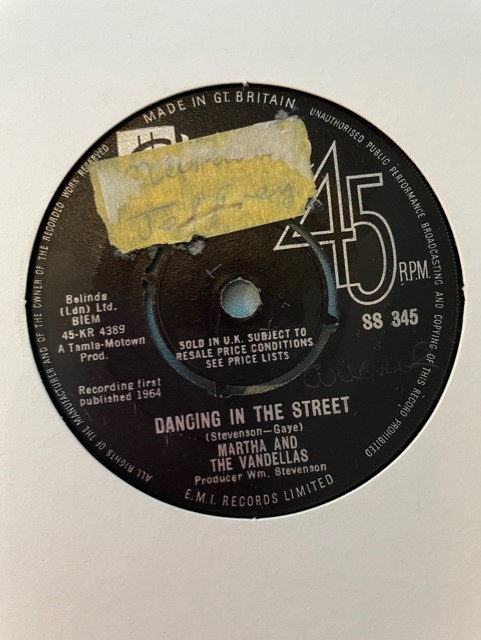 MADE IN GT. BRITAIN
UNAUTHORISED PUBLIC PERFORMANCE BROADCASTING AND COPYING OF THIS RECORD PROHIBITED
ALL RIGHTS OF THE MANUFACTURER AND OF THE OWNER OF THE RECORDED WORK RESERVED
45
R.P.M.
SS 345
Belinda
(Ldn) Ltd.
BIEM
45-KR 4389
A Tamla-Motown
Prod.
SOLD IN U.K. SUBJECT TO
RESALE PRICE CONDITIONS
SEE PRICE LISTS
Recording first
published 1964
DANCING IN THE STREET
(Stevenson—Gaye)
MARTHA AND
THE VANDELLAS
Producer Wm. Stevenson
E.M.I. RECORDS LIMITED